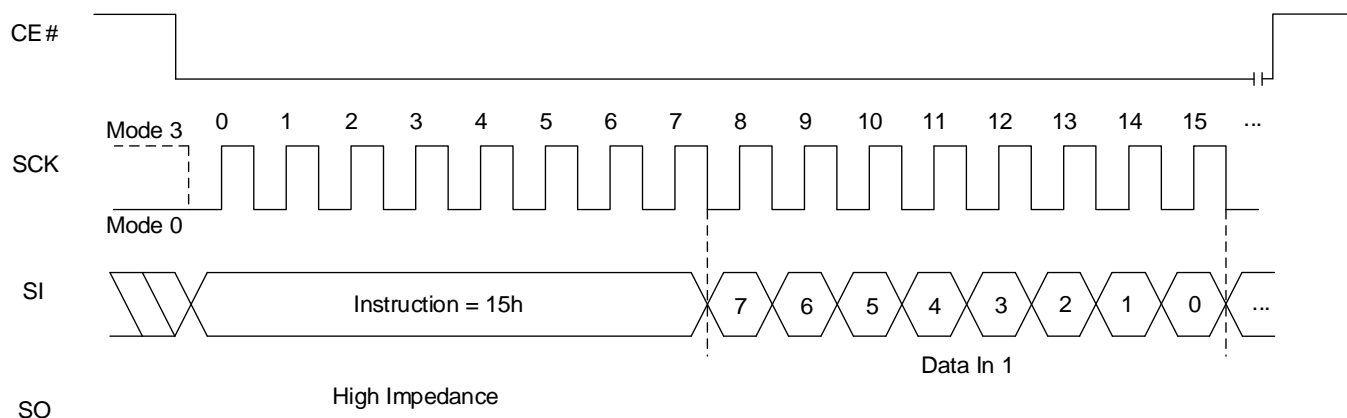 CE #
Mode 3
0 1 2 3 4 5 6 7 8 9 10 11 12 13 14 15 ...
SCK
Mode 0
SI
Instruction = 15h
7 6 5 4 3 2 1 0 ...
Data In 1
High Impedance
SO